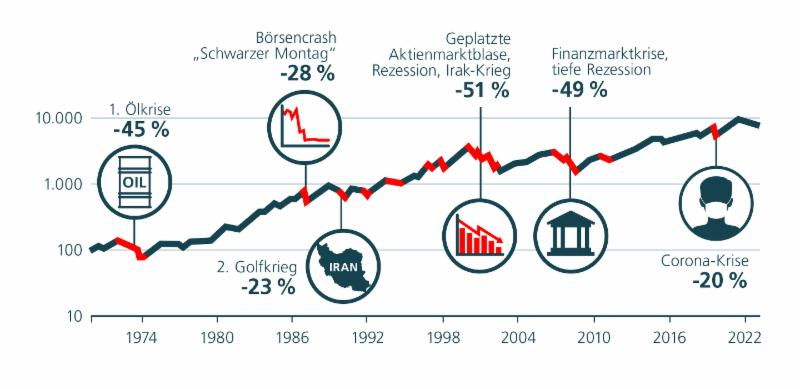 Börsencrash
„Schwarzer Montag“
-28 %
Geplatzte
Aktienmarktblase,
Rezession, Irak-Krieg
-51 %
Finanzmarktkrise,
tiefe Rezession
-49 %
1. Ölkrise
-45 %
OIL
2. Golfkrieg
-23 %
IRAN
Corona-Krise
-20 %
10.000
1.000
100
10
1974 1980 1986 1992 1998 2004 2010 2016 2022